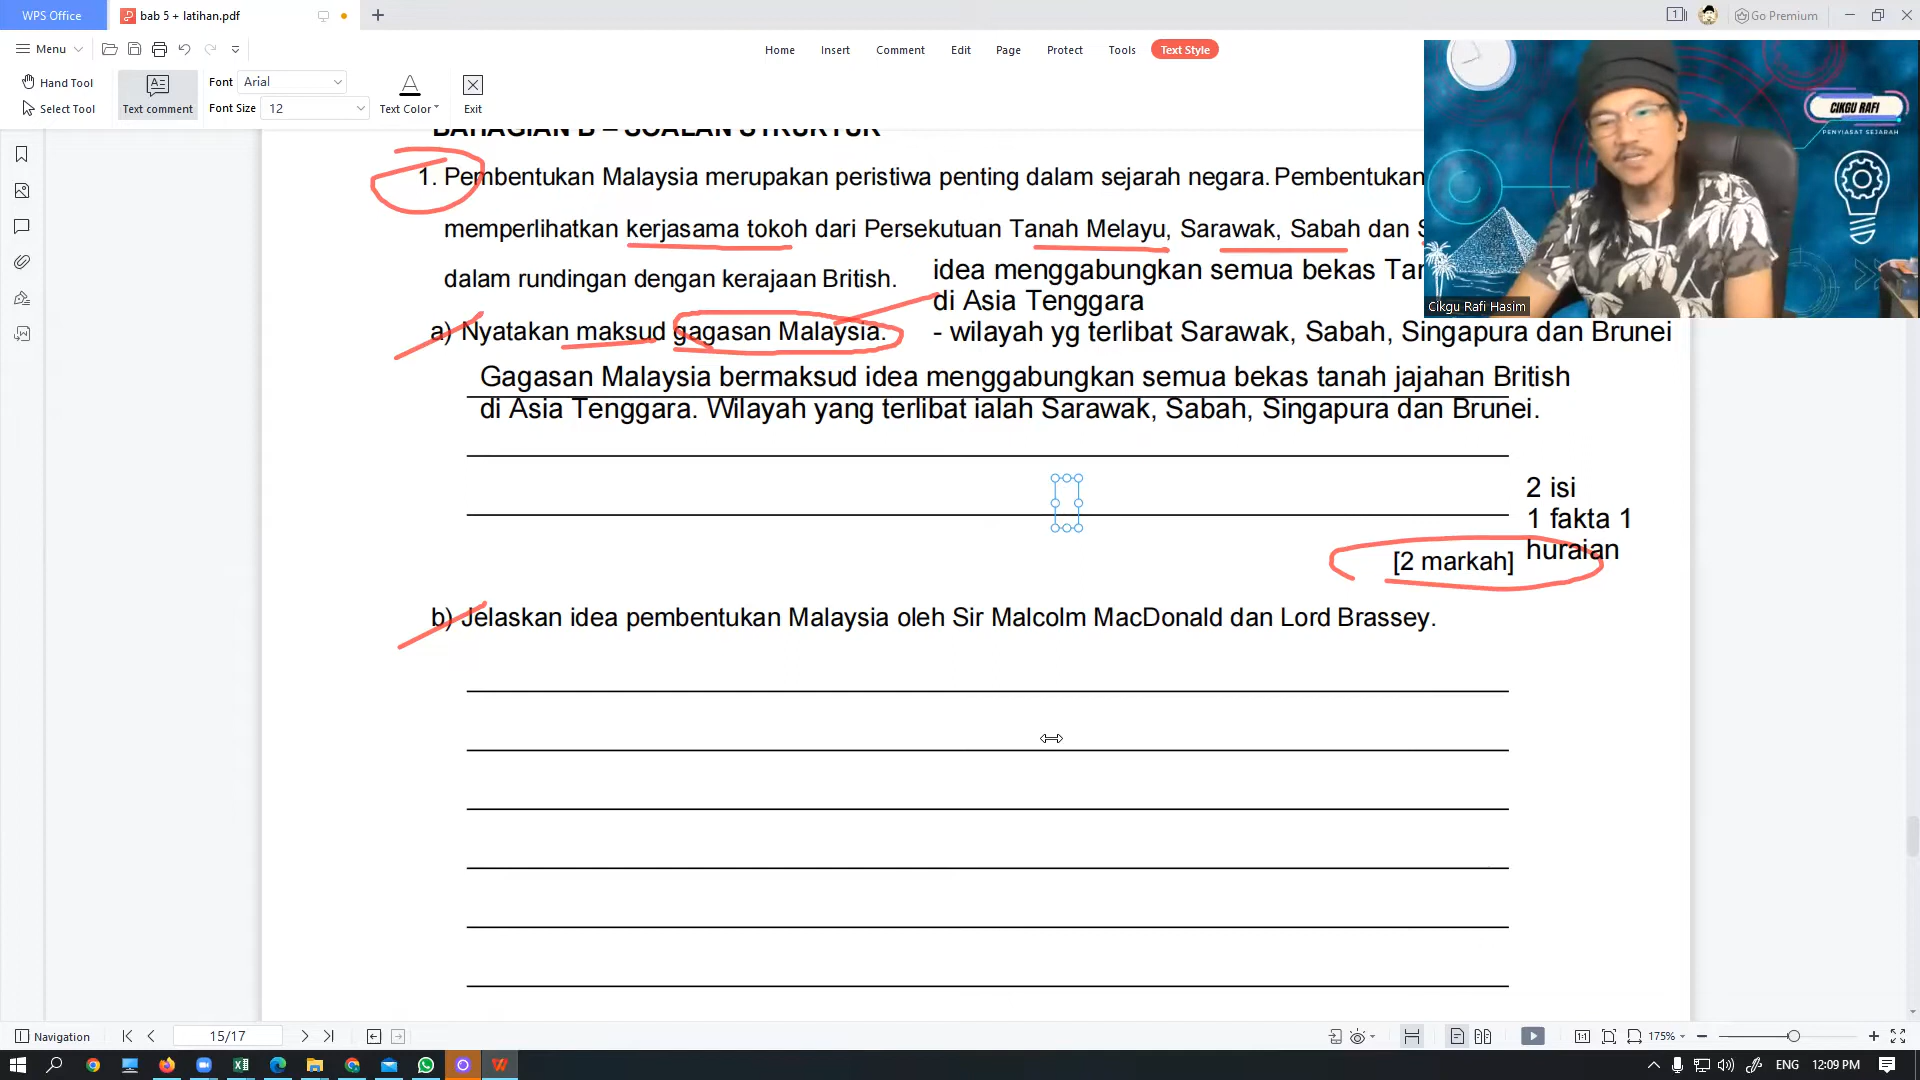 WPS Office
bab 5 + latihan.pdf
1
Go Premium
Menu
Home Insert Comment Edit Page Protect Tools Text Style
Hand Tool
Select Tool
Text comment
Font Arial
Font Size 12
Text Color
Exit
CIKGU RAFI
PENYIASAT SEJARAH
Cikgu Rafi Hasim
BAHAGIAN B – SOALAN STRUKTUR
1. Pembentukan Malaysia merupakan peristiwa penting dalam sejarah negara. Pembentukan
memperlihatkan kerjasama tokoh dari Persekutuan Tanah Melayu, Sarawak, Sabah dan
dalam rundingan dengan kerajaan British.
idea menggabungkan semua bekas Tan
di Asia Tenggara
- wilayah yg terlibat Sarawak, Sabah, Singapura dan Brunei
a) Nyatakan maksud gagasan Malaysia.
Gagasan Malaysia bermaksud idea menggabungkan semua bekas tanah jajahan British
di Asia Tenggara. Wilayah yang terlibat ialah Sarawak, Sabah, Singapura dan Brunei.
2 isi
1 fakta 1
huraian
[2 markah]
b) Jelaskan idea pembentukan Malaysia oleh Sir Malcolm MacDonald dan Lord Brassey.
Navigation
15/17
175%
ENG
12:09 PM